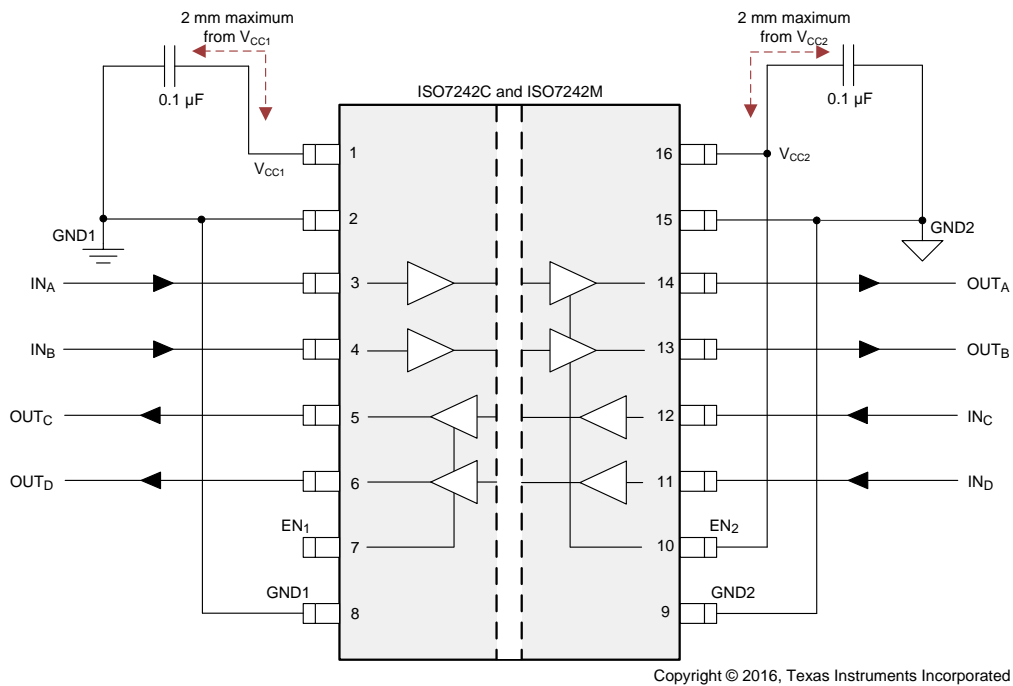 2 mm maximum
from VCC1
2 mm maximum
from VCC2
0.1 µF
0.1 µF
ISO7242C and ISO7242M
1
16
VCC1
VCC2
2
15
GND1
GND2
INA
3
14
OUTA
INB
4
13
OUTB
OUTC
5
12
INC
OUTD
6
11
IND
EN1
EN2
7
10
GND1
GND2
8
9
Copyright © 2016, Texas Instruments Incorporated